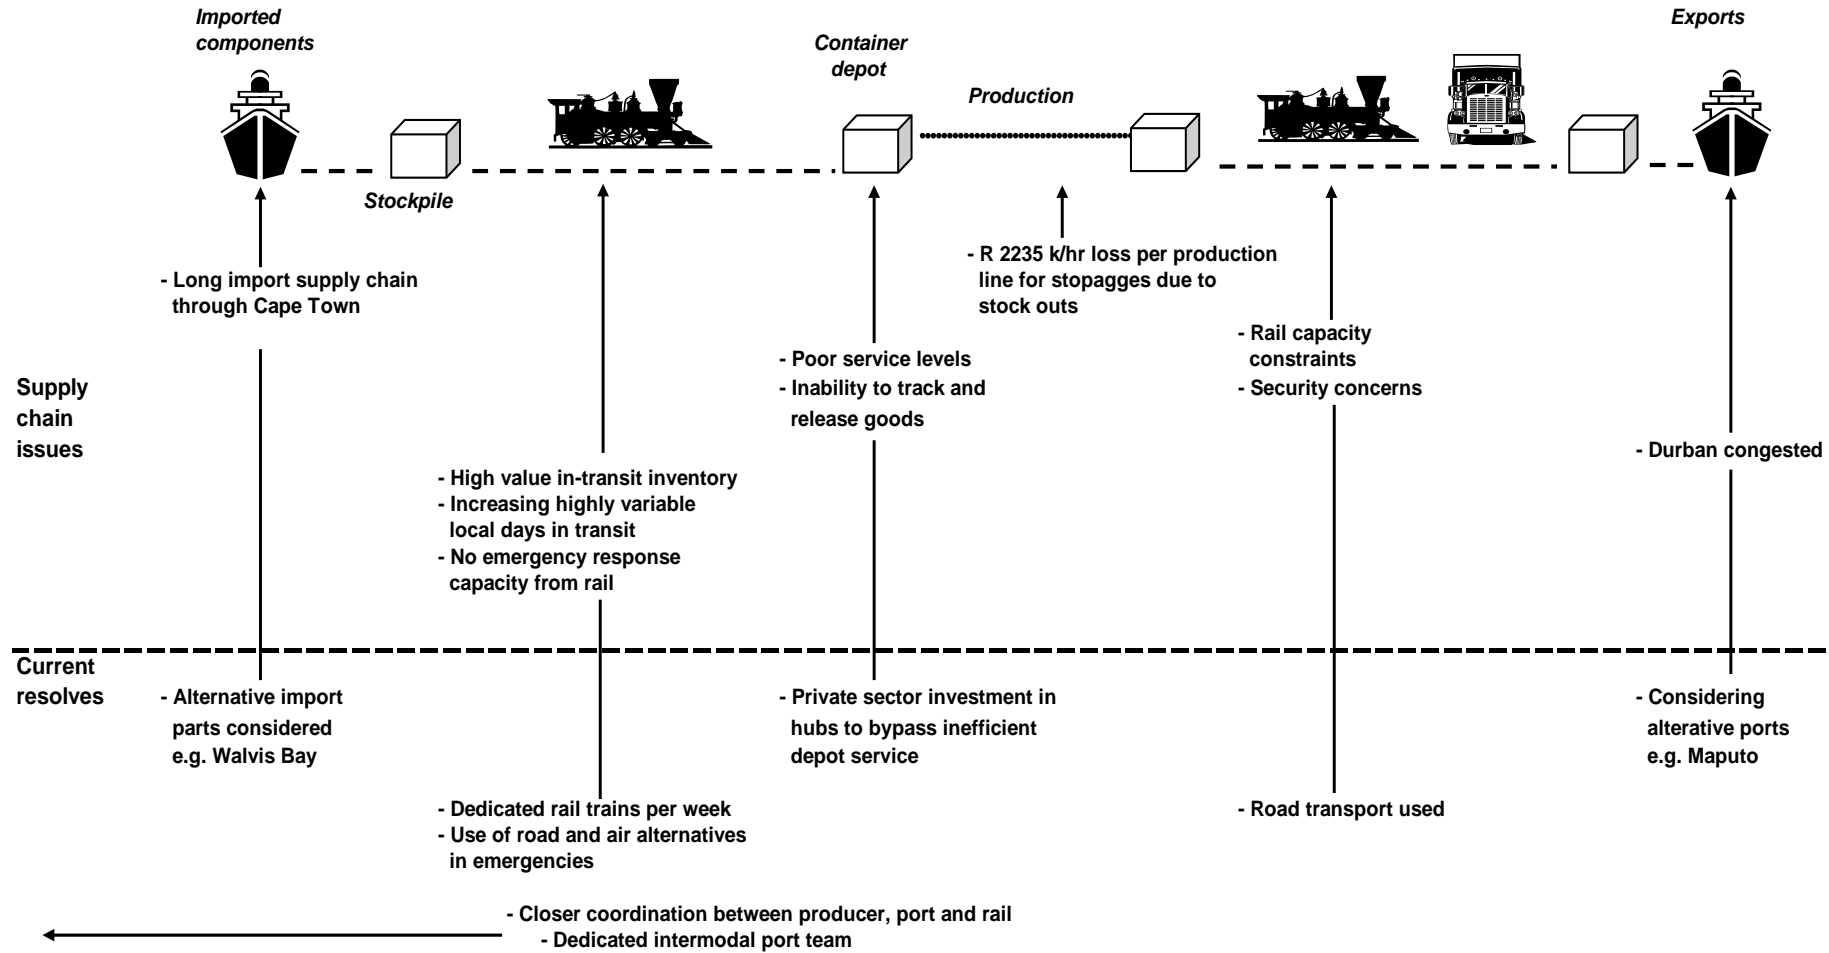 Imported
components
Exports
Container
depot
Production
Stockpile
- Long import supply chain
through Cape Town
- R 2235 k/hr loss per production
line for stopagges due to
stock outs
- Poor service levels
- Inability to track and
release goods
- Rail capacity
constraints
- Security concerns
Supply
chain
issues
- High value in-transit inventory
- Increasing highly variable
local days in transit
- No emergency response
capacity from rail
- Durban congested
Current
resolves
- Alternative import
parts considered
e.g. Walvis Bay
- Private sector investment in
hubs to bypass inefficient
depot service
- Considering
alterative ports
e.g. Maputo
- Dedicated rail trains per week
- Use of road and air alternatives
in emergencies
- Road transport used
- Closer coordination between producer, port and rail
- Dedicated intermodal port team